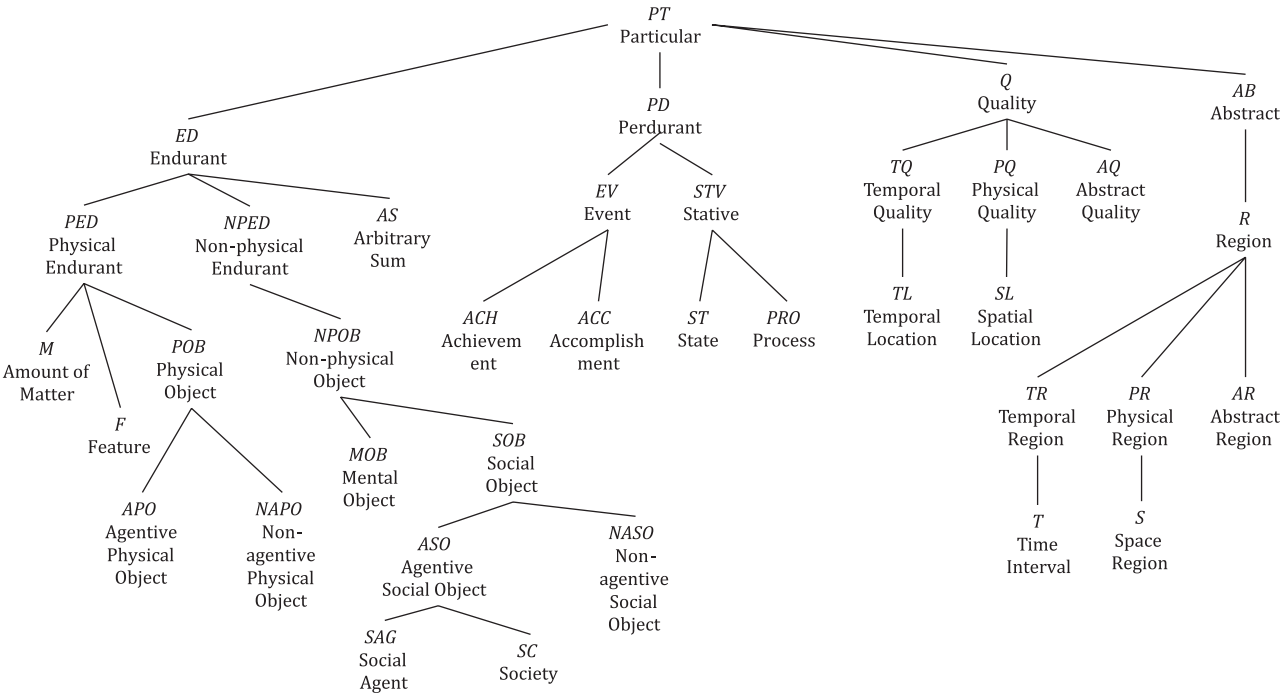 PT
Particular
Q
Quality
AB
Abstract
PD
Perdurant
ED
Endurant
TQ
Temporal
Quality
PQ
Physical
Quality
AQ
Abstract
Quality
EV
Event
STV
Stative
PED
Physical
Endurant
NPED
Non-physical
Endurant
AS
Arbitrary
Sum
R
Region
TL
Temporal
Location
SL
Spatial
Location
ACH
Achievem
ent
ACC
Accomplish
ment
ST
State
PRO
Process
M
Amount of
Matter
POB
Physical
Object
NPOB
Non-physical
Object
F
Feature
TR
Temporal
Region
PR
Physical
Region
AR
Abstract
Region
MOB
Mental
Object
SOB
Social
Object
APO
Agentive
Physical
Object
NAPO
Non-
agentive
Physical
Object
ASO
Agentive
Social Object
NASO
Non-
agentive
Social
Object
T
Time
Interval
S
Space
Region
SAG
Social
Agent
SC
Society